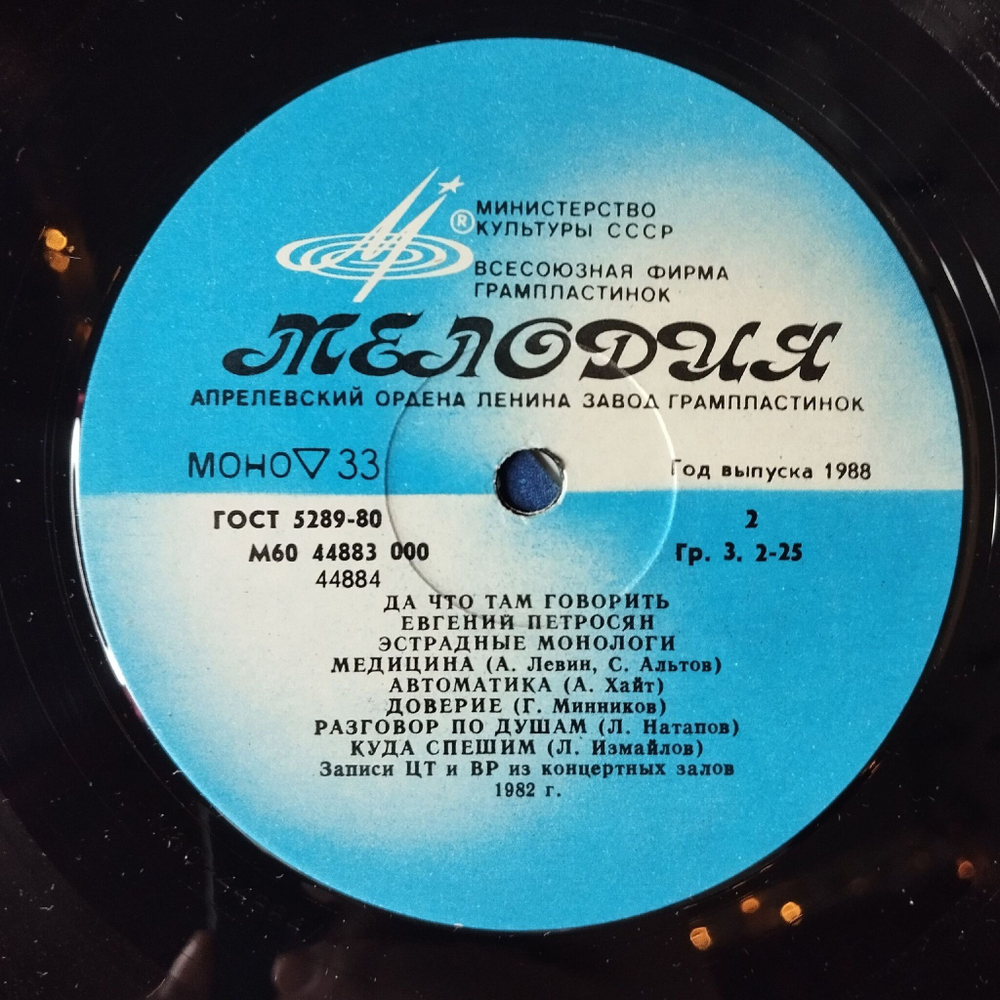 ®
МИНИСТЕРСТВО
КУЛЬТУРЫ СССР
ВСЕСОЮЗНАЯ ФИРМА
ГРАМПЛАСТИНОК
МЕЛОДИЯ
АПРЕЛЕВСКИЙ ОРДЕНА ЛЕНИНА ЗАВОД ГРАМПЛАСТИНОК
МОНО▽33
Год выпуска 1988
ГОСТ 5289-80
2
М60 44883 000
Гр. 3. 2-25
44884
ДА ЧТО ТАМ ГОВОРИТЬ
ЕВГЕНИЙ ПЕТРОСЯН
ЭСТРАДНЫЕ МОНОЛОГИ
МЕДИЦИНА (А. Левин, С. Альтов)
АВТОМАТИКА (А. Хайт)
ДОВЕРИЕ (Г. Минников)
РАЗГОВОР ПО ДУШАМ (Л. Натапов)
КУДА СПЕШИМ (Л. Измайлов)
Записи ЦТ и ВР из концертных залов
1982 г.